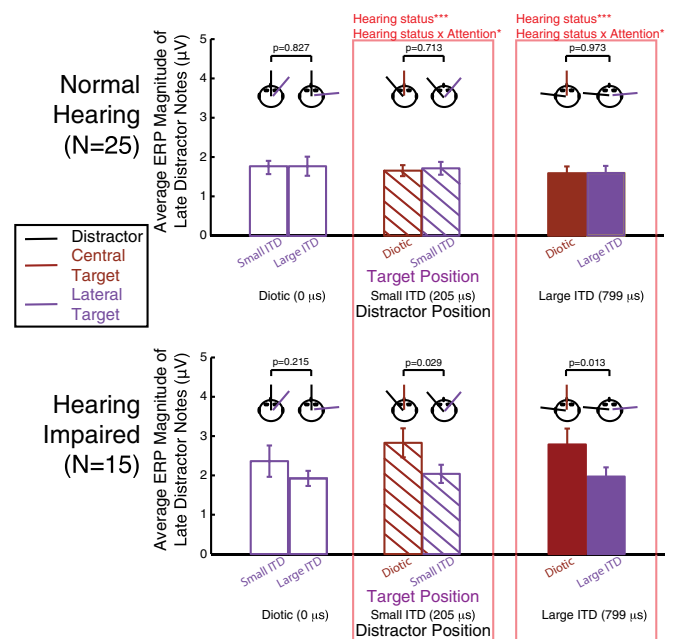 Hearing status***
Hearing status x Attention*
Hearing status***
Hearing status x Attention*
Normal
Hearing
(N=25)
Average ERP Magnitude of
Late Distractor Notes (µV)
5
4
3
2
1
0
p=0.827
p=0.713
p=0.973
Small ITD
Large ITD
Diotic
Small ITD
Diotic
Large ITD
Target Position
Diotic (0 µs)
Small ITD (205 µs)
Large ITD (799 µs)
Distractor Position
Distractor
Central
Target
Lateral
Target
Hearing
Impaired
(N=15)
Average ERP Magnitude of
Late Distractor Notes (µV)
5
4
3
2
1
0
p=0.215
p=0.029
p=0.013
Small ITD
Large ITD
Diotic
Small ITD
Diotic
Large ITD
Target Position
Diotic (0 µs)
Small ITD (205 µs)
Large ITD (799 µs)
Distractor Position